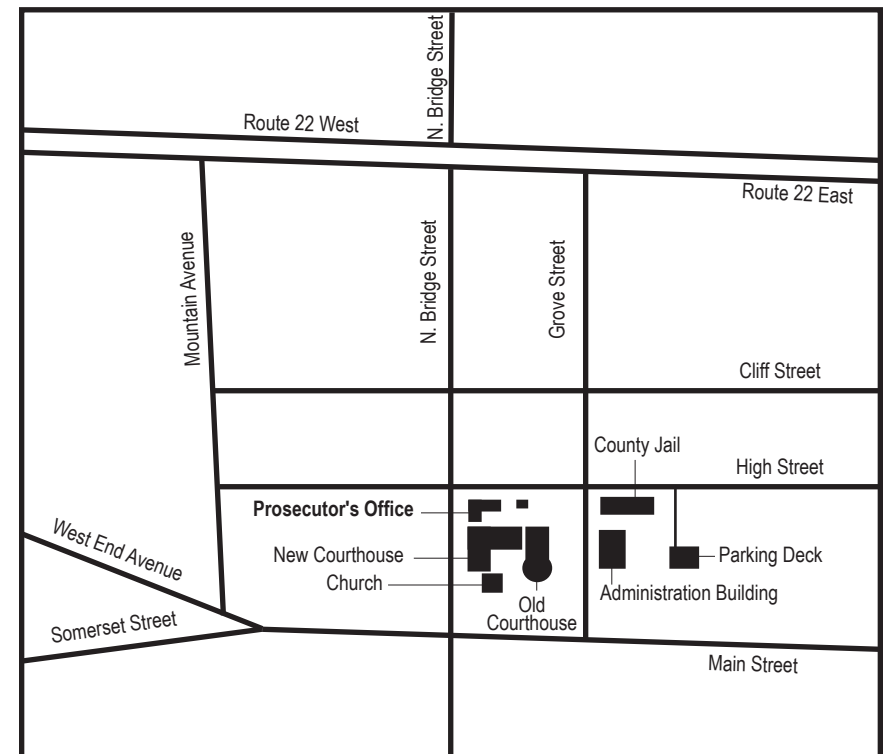 N. Bridge Street
Route 22 West
Route 22 East
Mountain Avenue
N. Bridge Street
Grove Street
Cliff Street
County Jail
High Street
Prosecutor's Office
West End Avenue
New Courthouse
Parking Deck
Church
Administration Building
Old
Courthouse
Somerset Street
Main Street